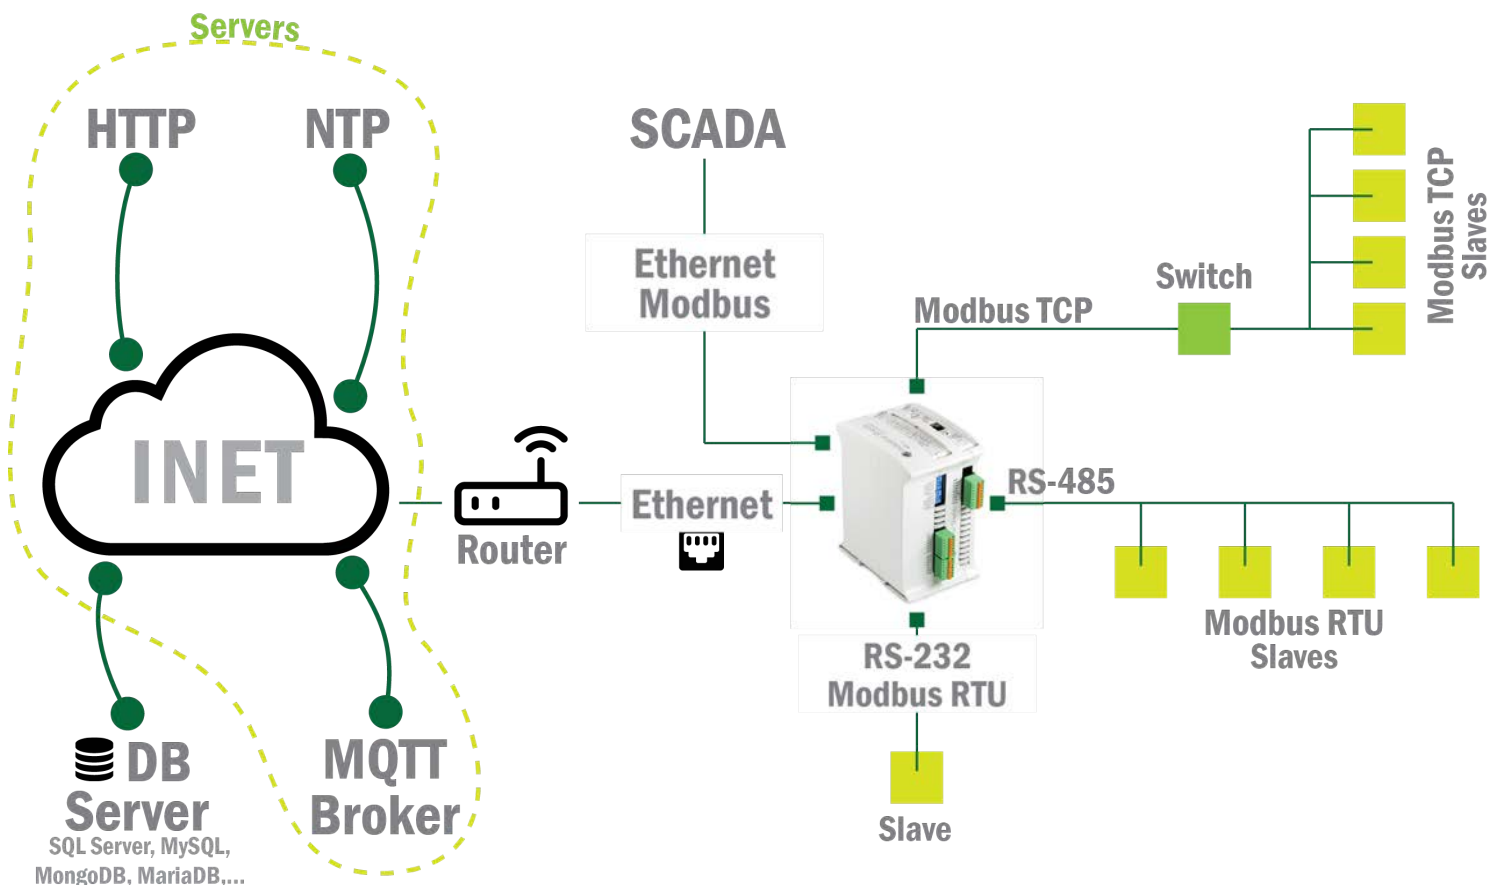 Servers
HTTP
NTP
SCADA
Ethernet
Modbus
Modbus TCP
Switch
Modbus TCP
Slaves
INET
Router
Ethernet
RS-485
Modbus RTU
Slaves
RS-232
Modbus RTU
Slave
DB
Server
SQL Server, MySQL,
MongoDB, MariaDB,...
MQTT
Broker